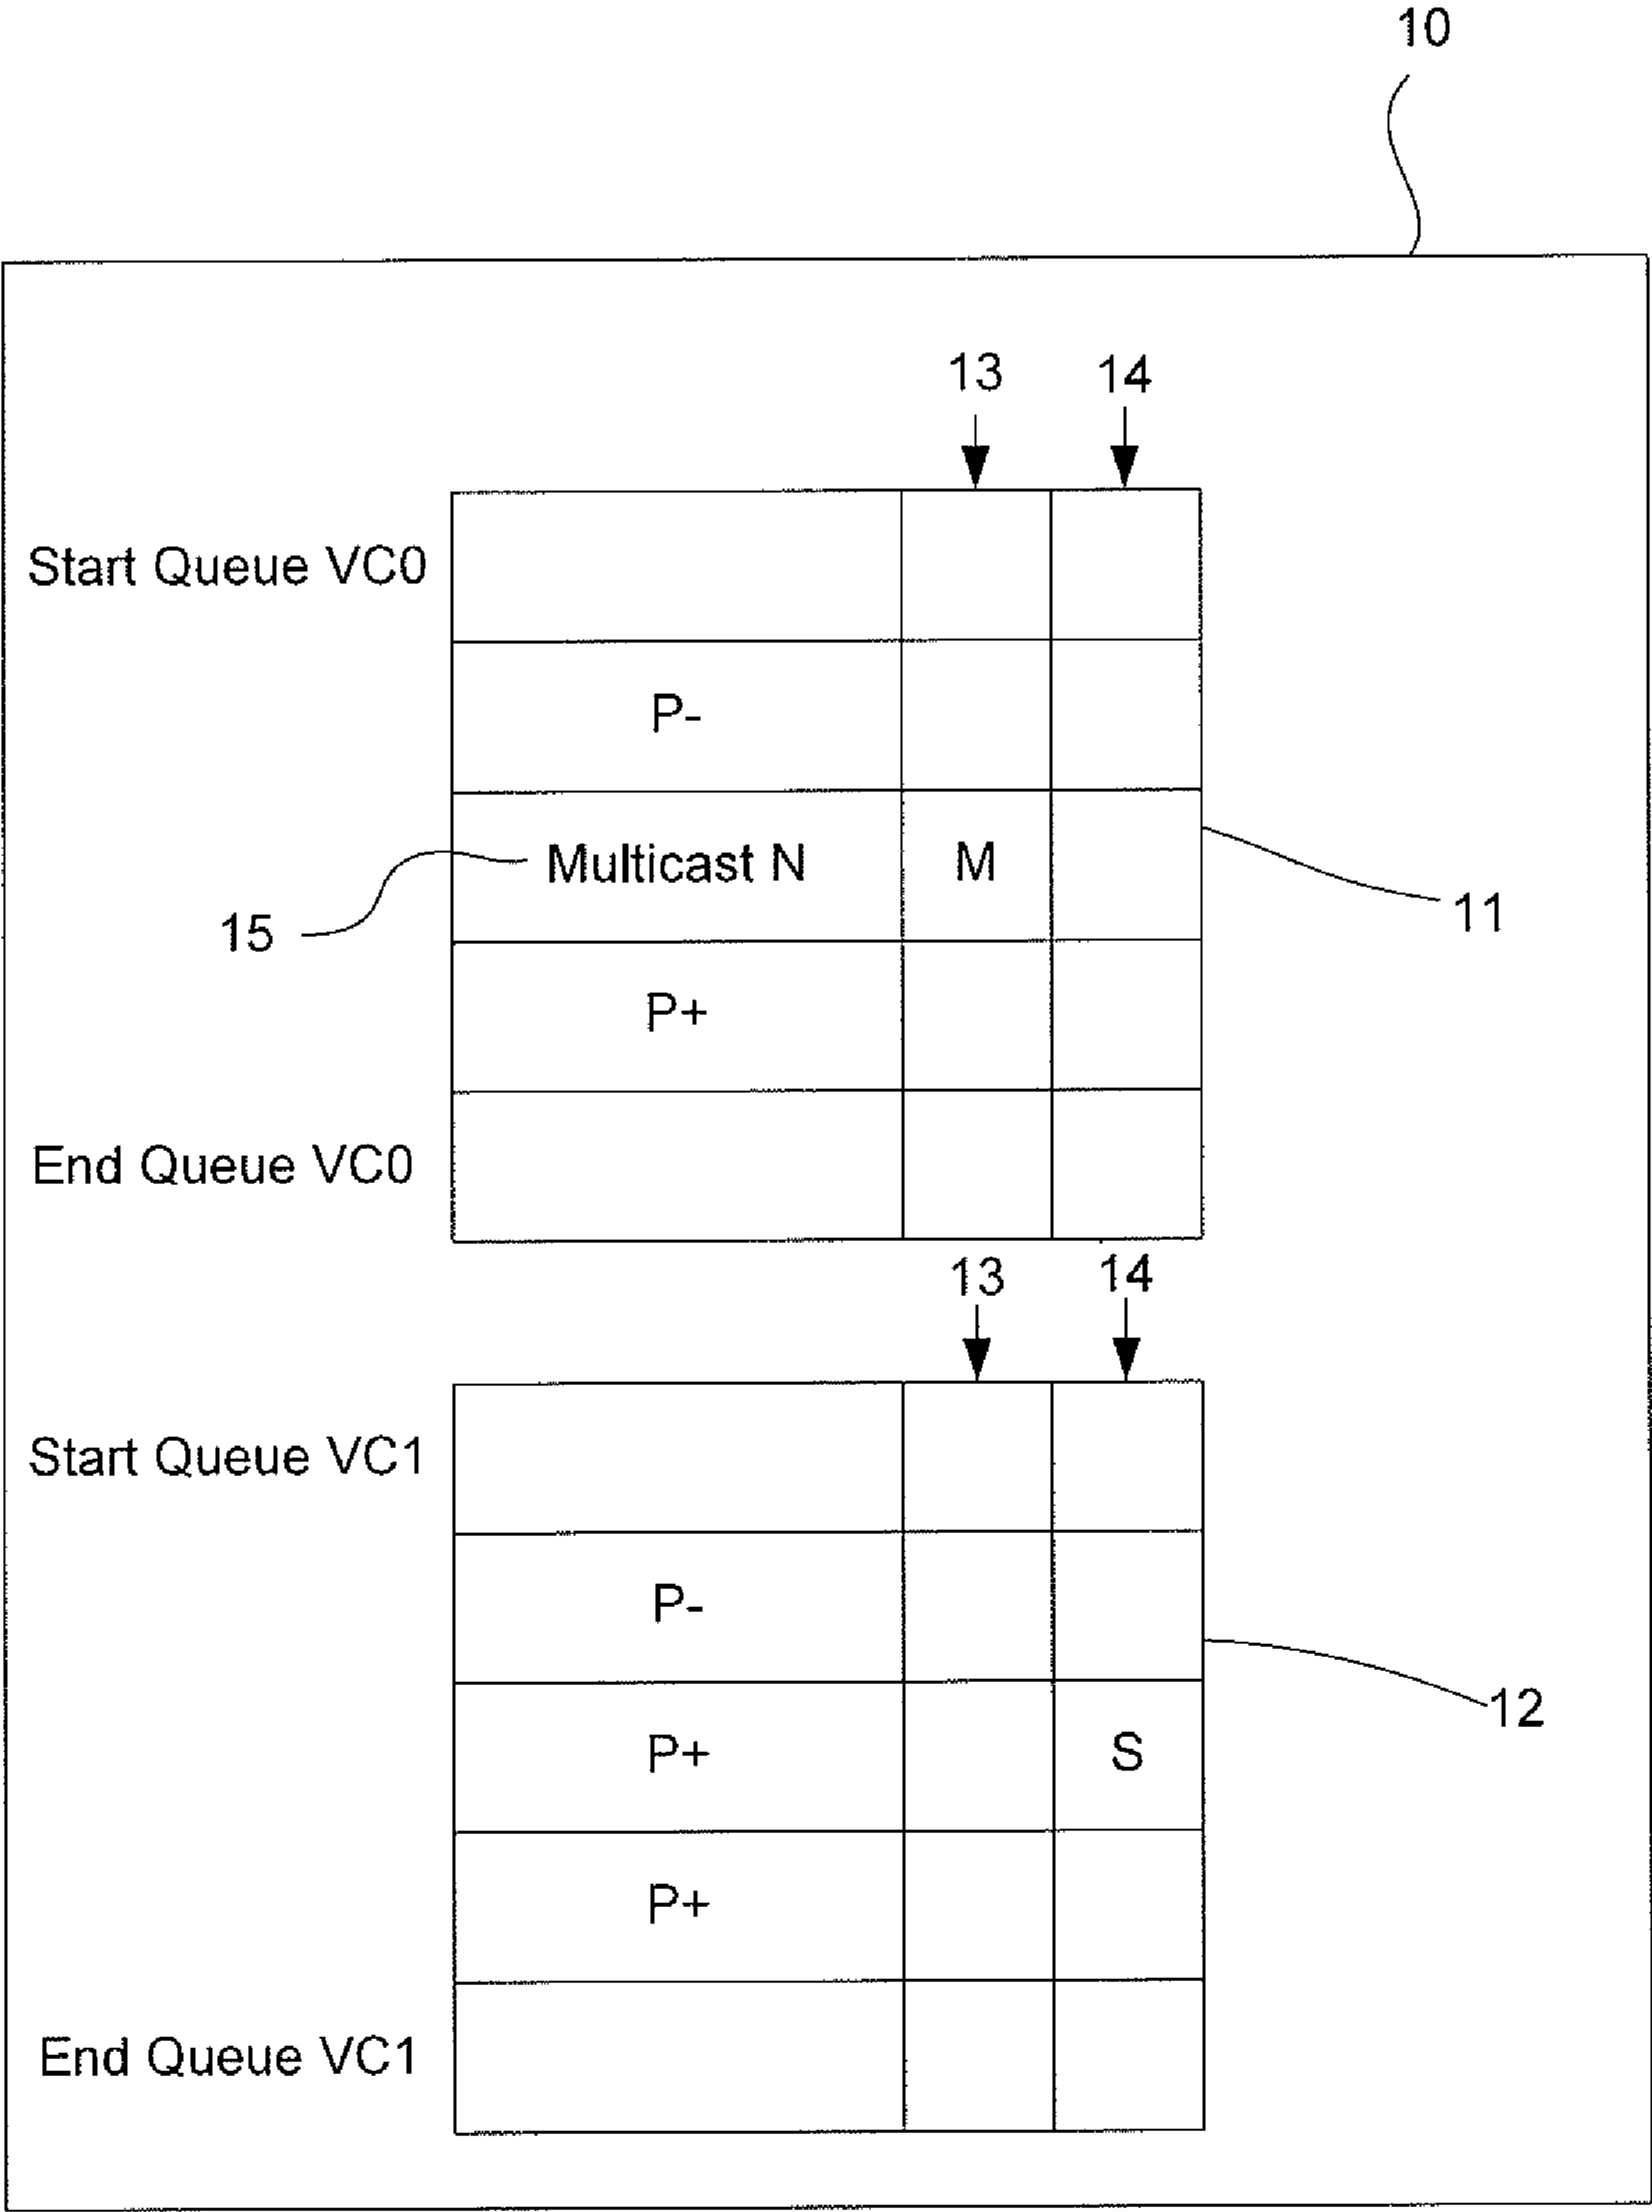 10
13 14
Start Queue VC0
P-
Multicast N M
15
11
P+
End Queue VC0
13 14
Start Queue VC1
P-
12
P+ S
P+
End Queue VC1